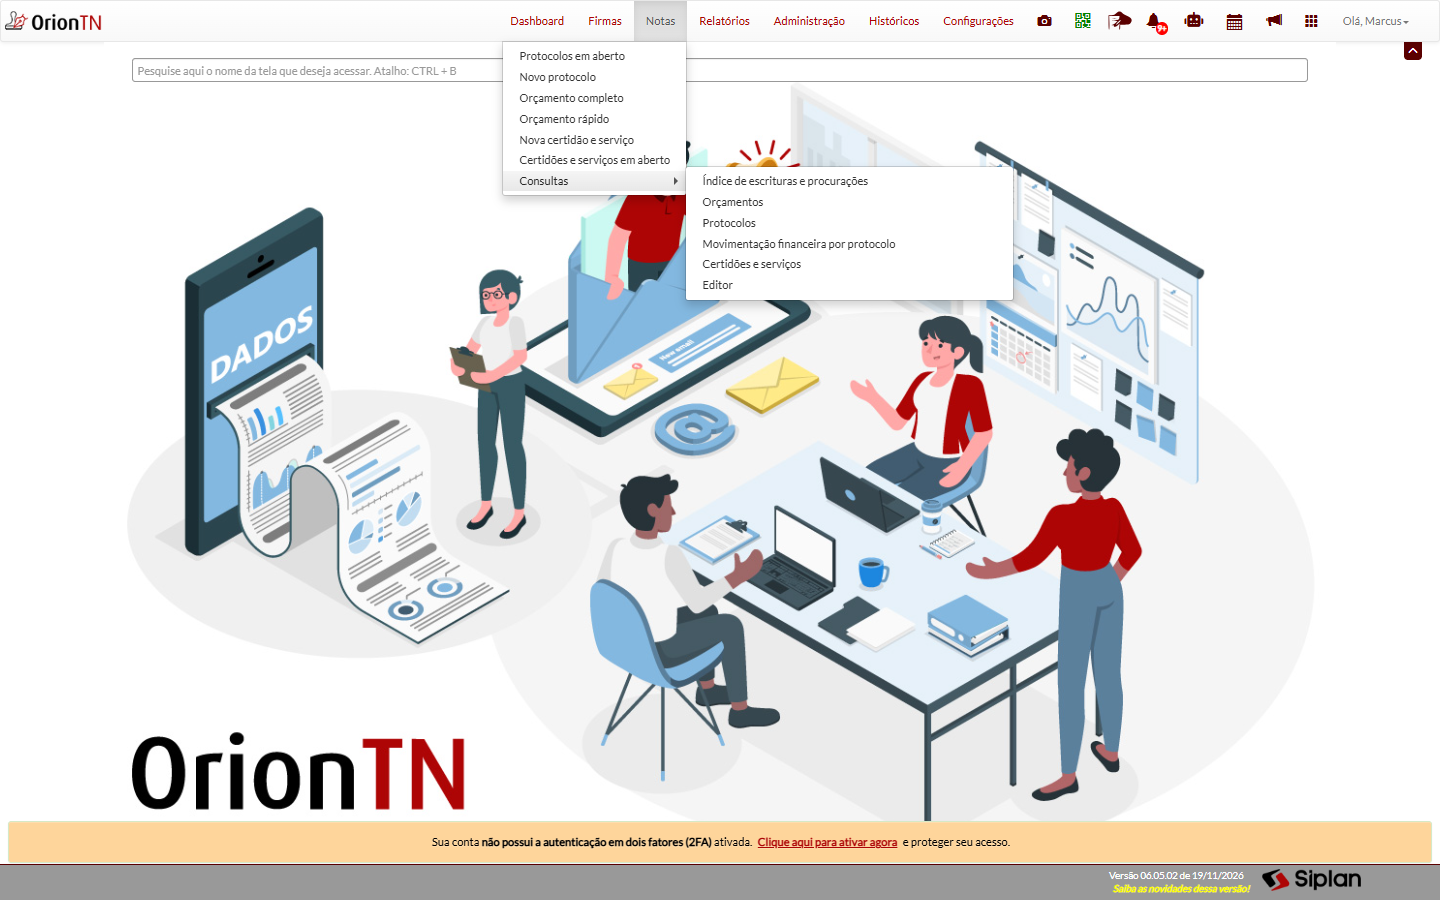 OrionTN
Dashboard Firmas Notas Relatórios Administração Históricos Configurações 9+ Olá, Marcus
Pesquise aqui o nome da tela que deseja acessar. Atalho: CTRL + B
Protocolos em aberto
Novo protocolo
Orçamento completo
Orçamento rápido
Nova certidão e serviço
Certidões e serviços em aberto
Consultas
Índice de escrituras e procurações
Orçamentos
Protocolos
Movimentação financeira por protocolo
Certidões e serviços
Editor
DADOS
New email
@
OrionTN
Sua conta não possui a autenticação em dois fatores (2FA) ativada. Clique aqui para ativar agora e proteger seu acesso.
Versão 06.05.02 de 19/11/2026
Saiba as novidades dessa versão!
Siplan